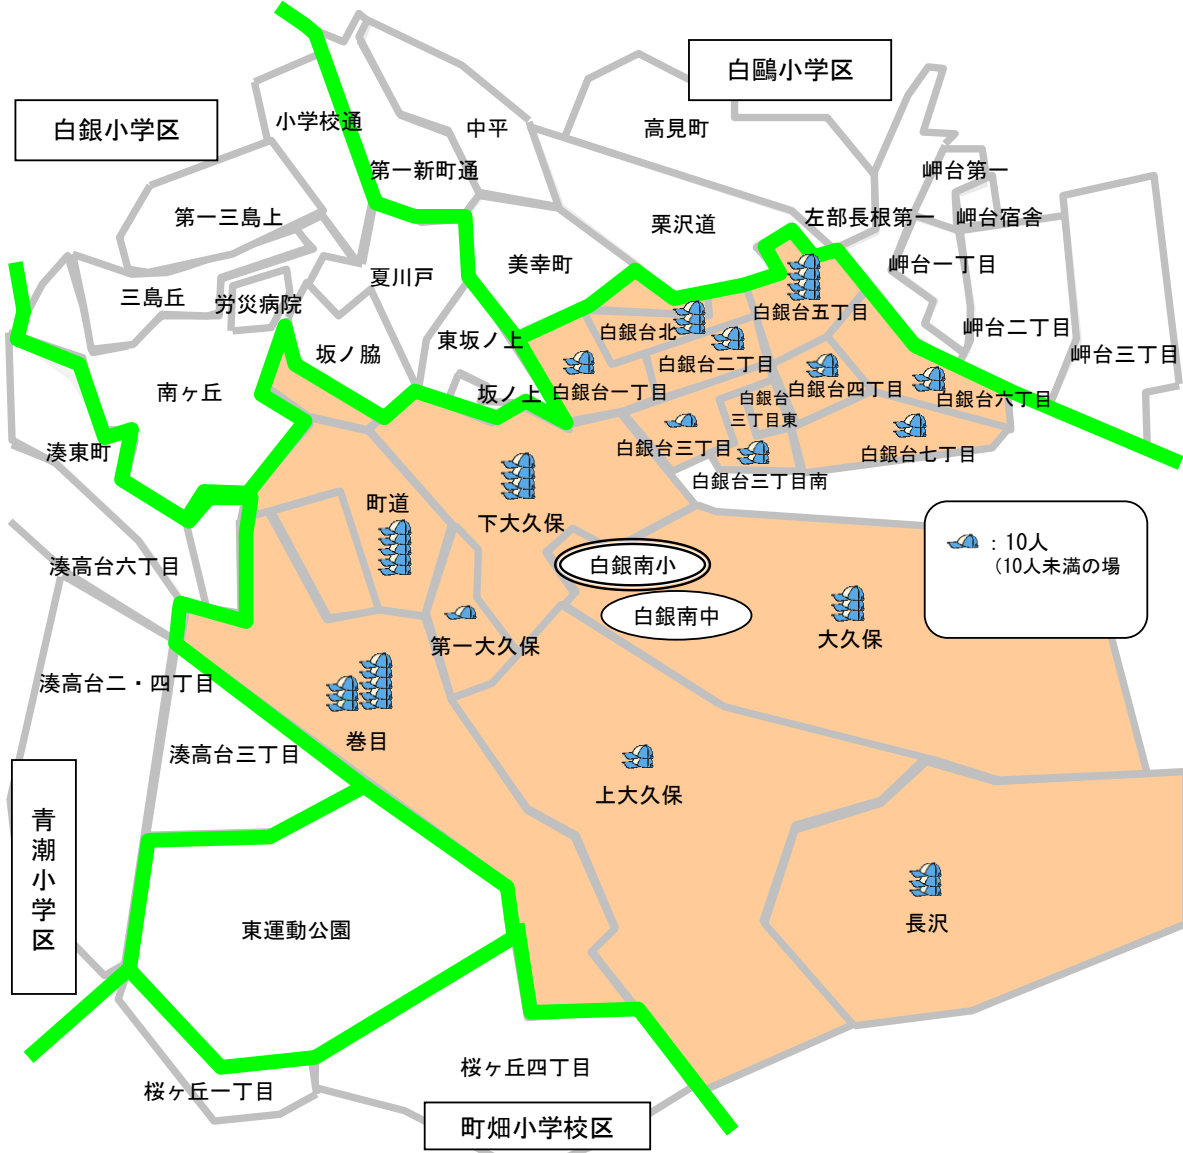 白鷗小学区
白銀小学区
小学校通
中平
高見町
第一新町通
岬台第一
第一三島上
栗沢道
左部長根第一
岬台宿舎
美幸町
岬台一丁目
夏川戸
三島丘
労災病院
白銀台五丁目
岬台二丁目
白銀台北
東坂ノ上
坂ノ脇
白銀台二丁目
岬台三丁目
南ヶ丘
坂ノ上
白銀台一丁目
白銀台四丁目
白銀台
三丁目東
白銀台六丁目
湊東町
白銀台三丁目
白銀台七丁目
白銀台三丁目南
町道
下大久保
：10人
（10人未満の場
湊高台六丁目
白銀南小
白銀南中
第一大久保
大久保
湊高台二・四丁目
巻目
湊高台三丁目
上大久保
青潮小学区
東運動公園
長沢
桜ヶ丘四丁目
桜ヶ丘一丁目
町畑小学校区